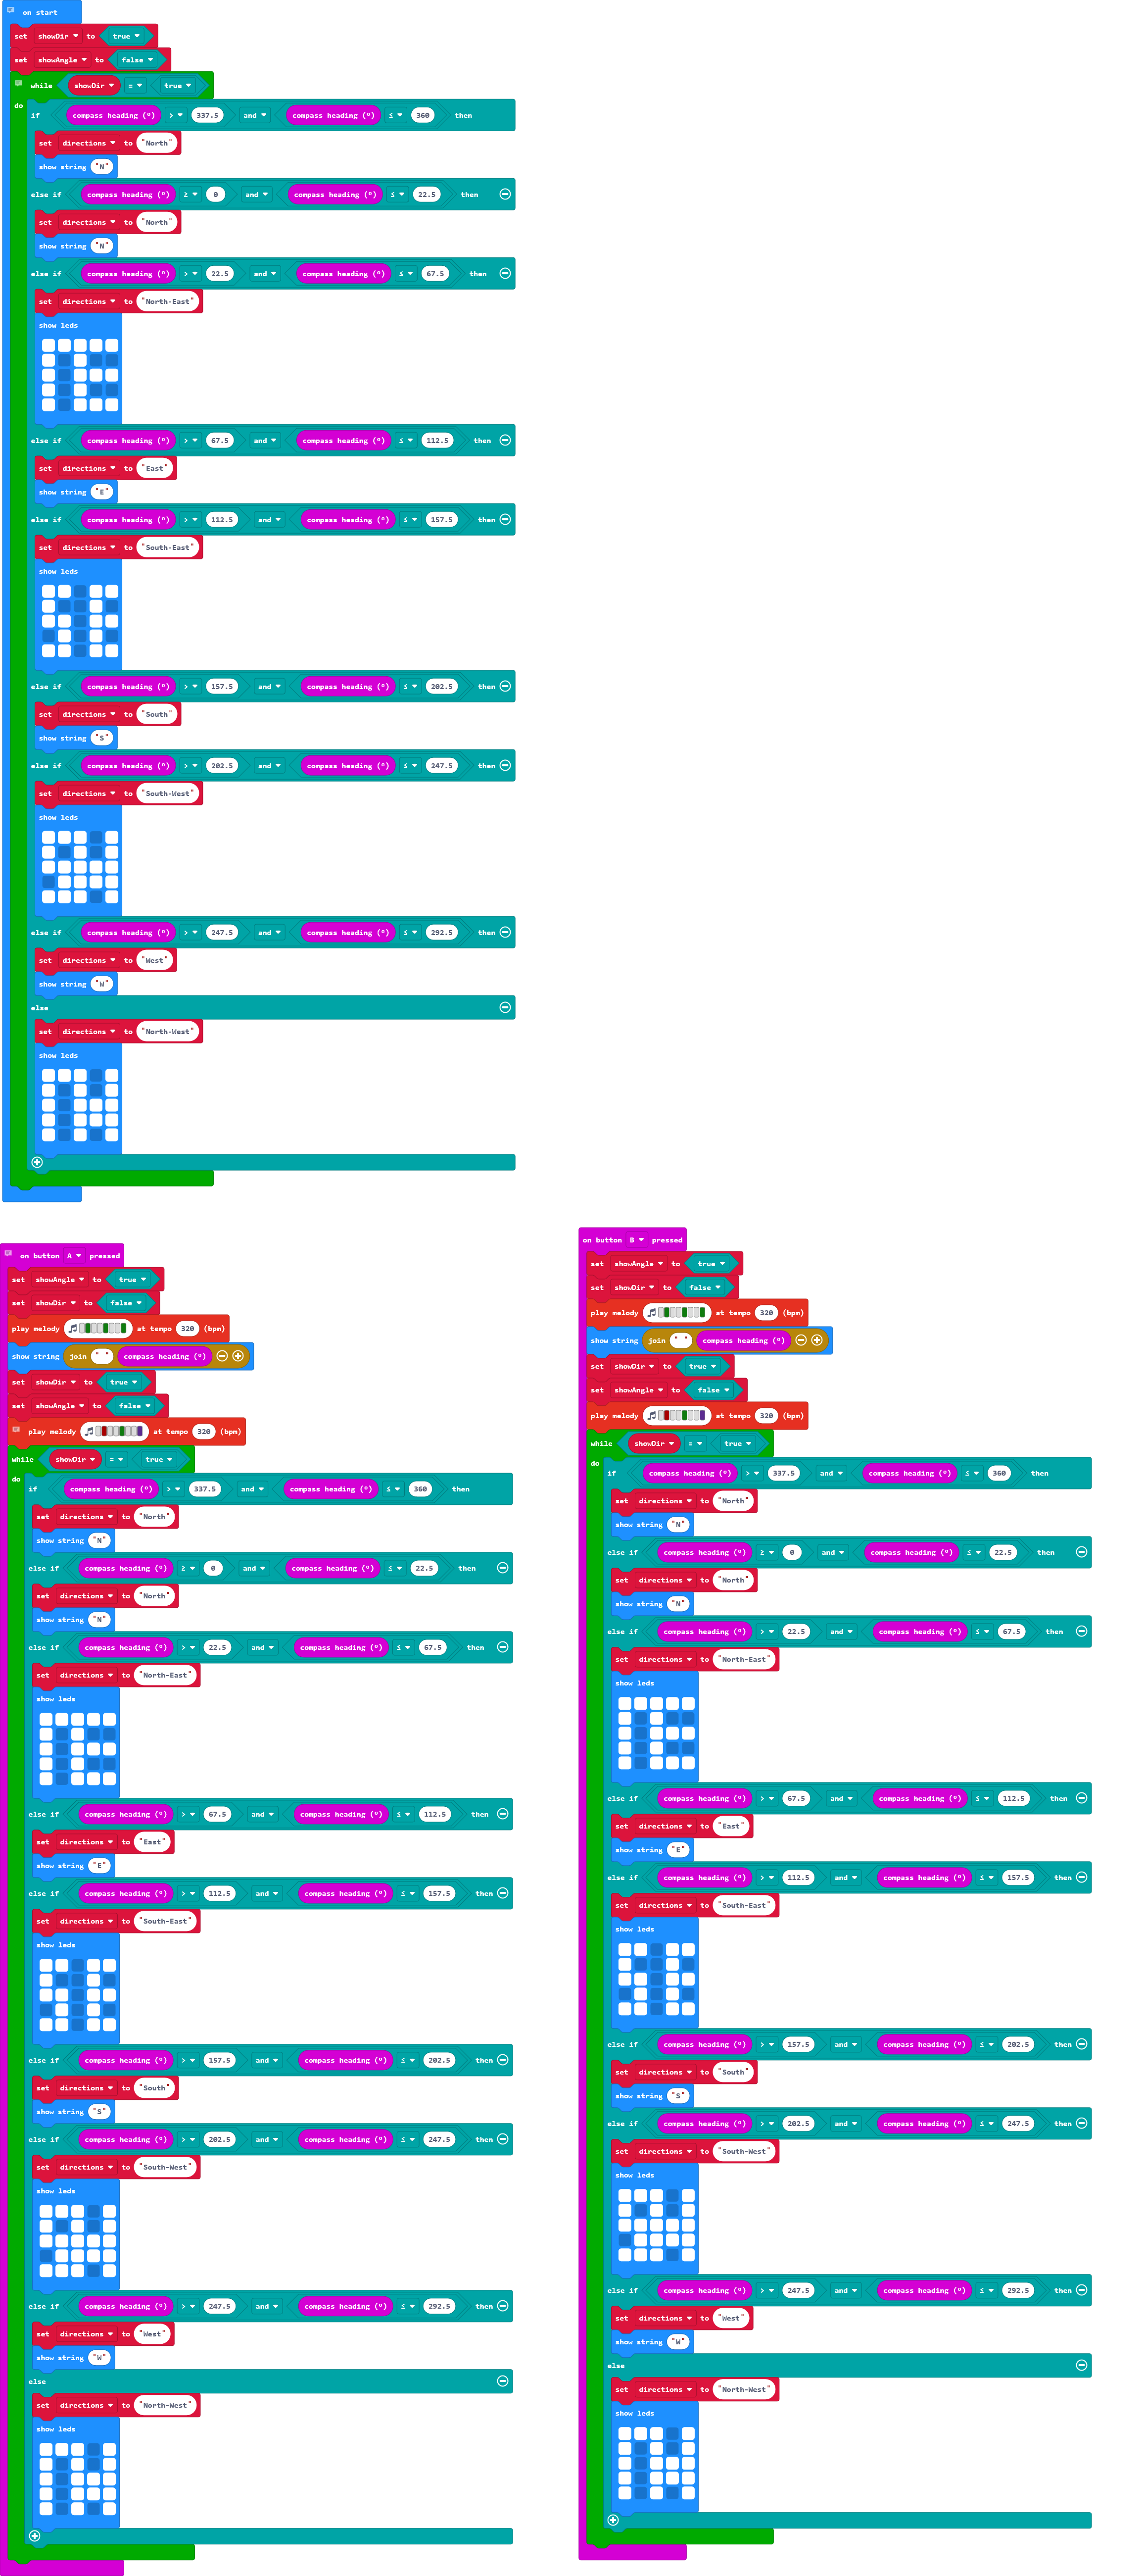 on start
set showDir to true
set showAngle to false
while showDir = true
do
if compass heading (°) > 337.5 and compass heading (°) ≤ 360 then
set directions to "North"
show string "N"
else if compass heading (°) ≥ 0 and compass heading (°) ≤ 22.5 then
set directions to "North"
show string "N"
else if compass heading (°) > 22.5 and compass heading (°) ≤ 67.5 then
set directions to "North-East"
show leds
else if compass heading (°) > 67.5 and compass heading (°) ≤ 112.5 then
set directions to "East"
show string "E"
else if compass heading (°) > 112.5 and compass heading (°) ≤ 157.5 then
set directions to "South-East"
show leds
else if compass heading (°) > 157.5 and compass heading (°) ≤ 202.5 then
set directions to "South"
show string "S"
else if compass heading (°) > 202.5 and compass heading (°) ≤ 247.5 then
set directions to "South-West"
show leds
else if compass heading (°) > 247.5 and compass heading (°) ≤ 292.5 then
set directions to "West"
show string "W"
else
set directions to "North-West"
show leds
on button A pressed
set showAngle to true
set showDir to false
play melody at tempo 320 (bpm)
show string join " " compass heading (°)
set showDir to true
set showAngle to false
play melody at tempo 320 (bpm)
while showDir = true
do
if compass heading (°) > 337.5 and compass heading (°) ≤ 360 then
set directions to "North"
show string "N"
else if compass heading (°) ≥ 0 and compass heading (°) ≤ 22.5 then
set directions to "North"
show string "N"
else if compass heading (°) > 22.5 and compass heading (°) ≤ 67.5 then
set directions to "North-East"
show leds
else if compass heading (°) > 67.5 and compass heading (°) ≤ 112.5 then
set directions to "East"
show string "E"
else if compass heading (°) > 112.5 and compass heading (°) ≤ 157.5 then
set directions to "South-East"
show leds
else if compass heading (°) > 157.5 and compass heading (°) ≤ 202.5 then
set directions to "South"
show string "S"
else if compass heading (°) > 202.5 and compass heading (°) ≤ 247.5 then
set directions to "South-West"
show leds
else if compass heading (°) > 247.5 and compass heading (°) ≤ 292.5 then
set directions to "West"
show string "W"
else
set directions to "North-West"
show leds
on button B pressed
set showAngle to true
set showDir to false
play melody at tempo 320 (bpm)
show string join " " compass heading (°)
set showDir to true
set showAngle to false
play melody at tempo 320 (bpm)
while showDir = true
do
if compass heading (°) > 337.5 and compass heading (°) ≤ 360 then
set directions to "North"
show string "N"
else if compass heading (°) ≥ 0 and compass heading (°) ≤ 22.5 then
set directions to "North"
show string "N"
else if compass heading (°) > 22.5 and compass heading (°) ≤ 67.5 then
set directions to "North-East"
show leds
else if compass heading (°) > 67.5 and compass heading (°) ≤ 112.5 then
set directions to "East"
show string "E"
else if compass heading (°) > 112.5 and compass heading (°) ≤ 157.5 then
set directions to "South-East"
show leds
else if compass heading (°) > 157.5 and compass heading (°) ≤ 202.5 then
set directions to "South"
show string "S"
else if compass heading (°) > 202.5 and compass heading (°) ≤ 247.5 then
set directions to "South-West"
show leds
else if compass heading (°) > 247.5 and compass heading (°) ≤ 292.5 then
set directions to "West"
show string "W"
else
set directions to "North-West"
show leds